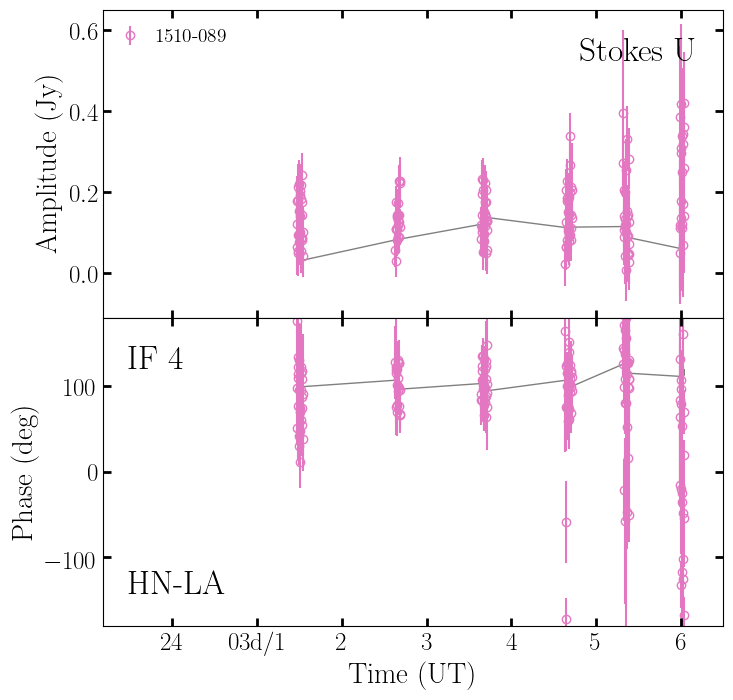 1510-089
Stokes U
0.6
0.4
0.2
0.0
Amplitude (Jy)
IF 4
100
0
−100
Phase (deg)
HN-LA
24 03d/1 2 3 4 5 6
Time (UT)